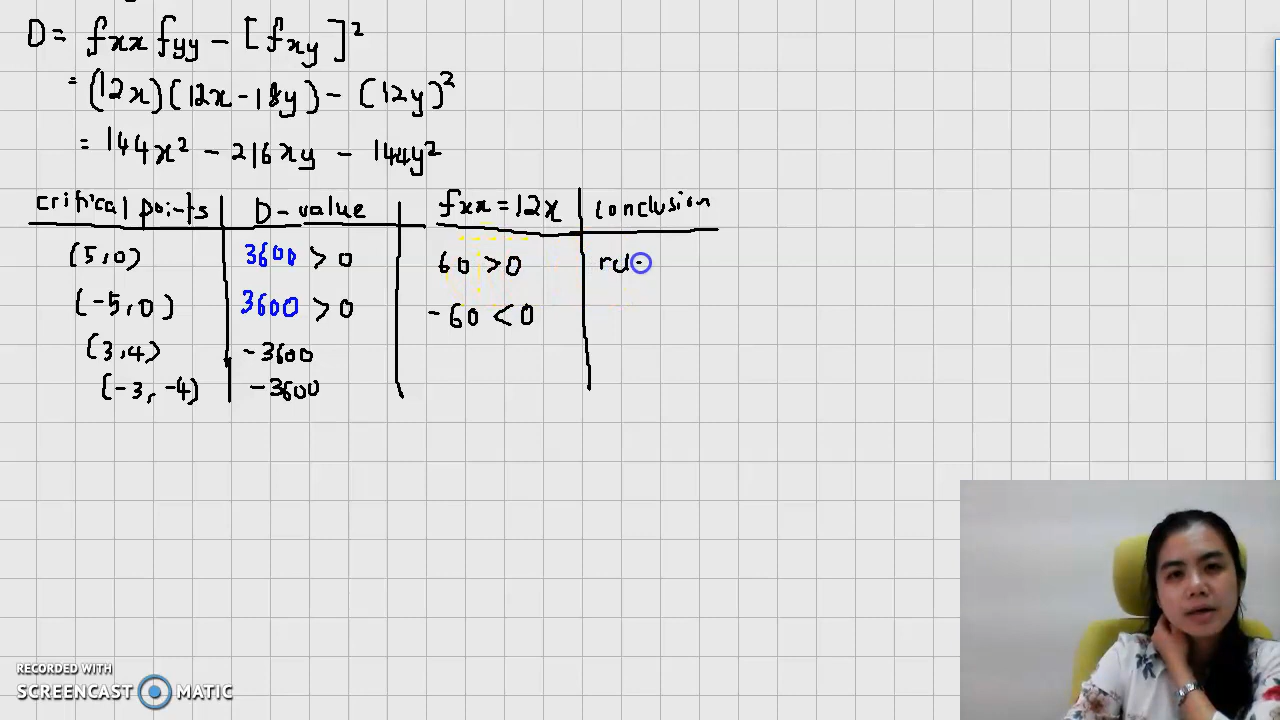 D = fxx fyy - [fxy]²
= (12x)(12x-18y) - (12y)²
= 144x² - 216xy - 144y²
critical points | D-value | fxx = 12x | conclusion
(5,0) | 3600 > 0 | 60 > 0
(-5,0) | 3600 > 0 | -60 < 0
(3,4) | -3600
(-3,-4) | -3600
RECORDED WITH
SCREENCAST MATIC